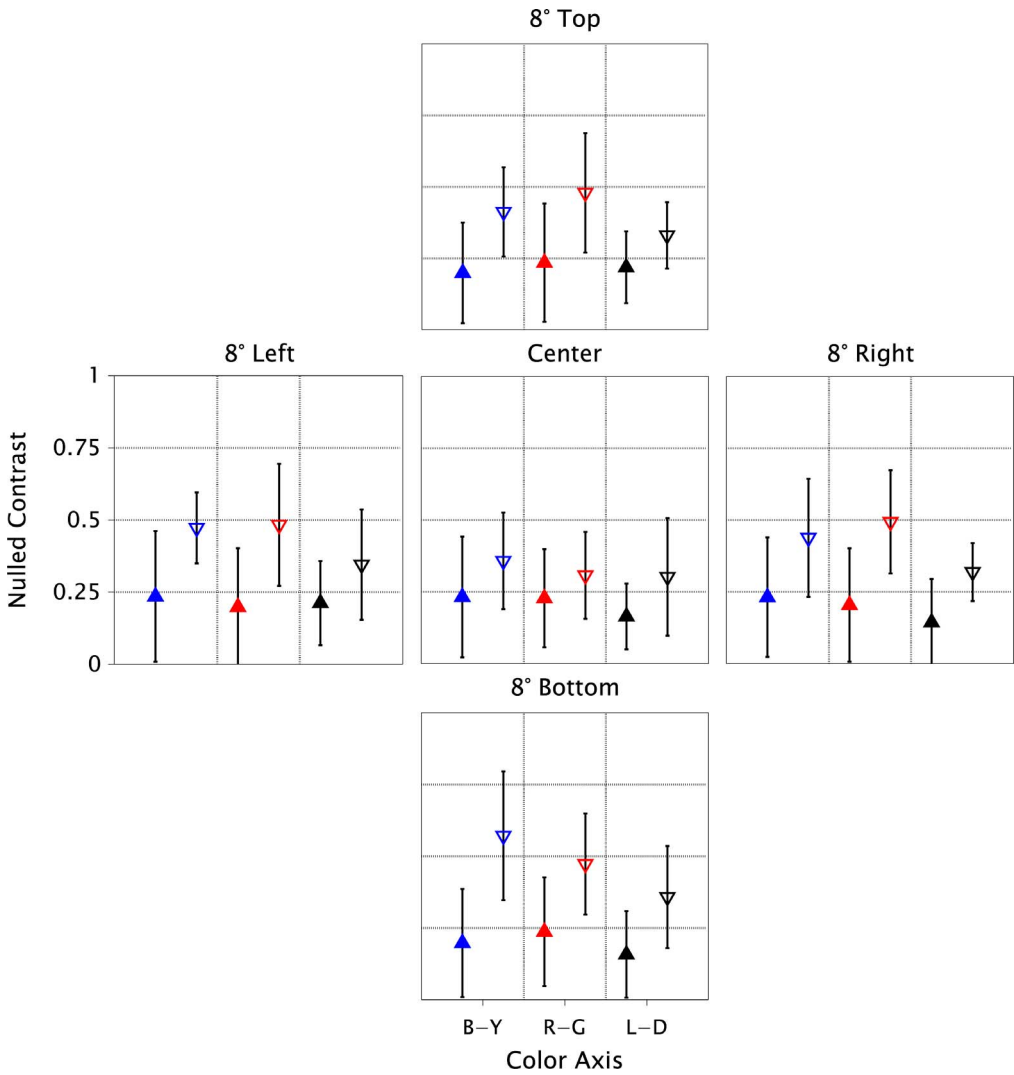 8° Top
8° Left
Center
8° Right
1
0.75
0.5
0.25
0
Nulled Contrast
8° Bottom
B–Y
R–G
L–D
Color Axis